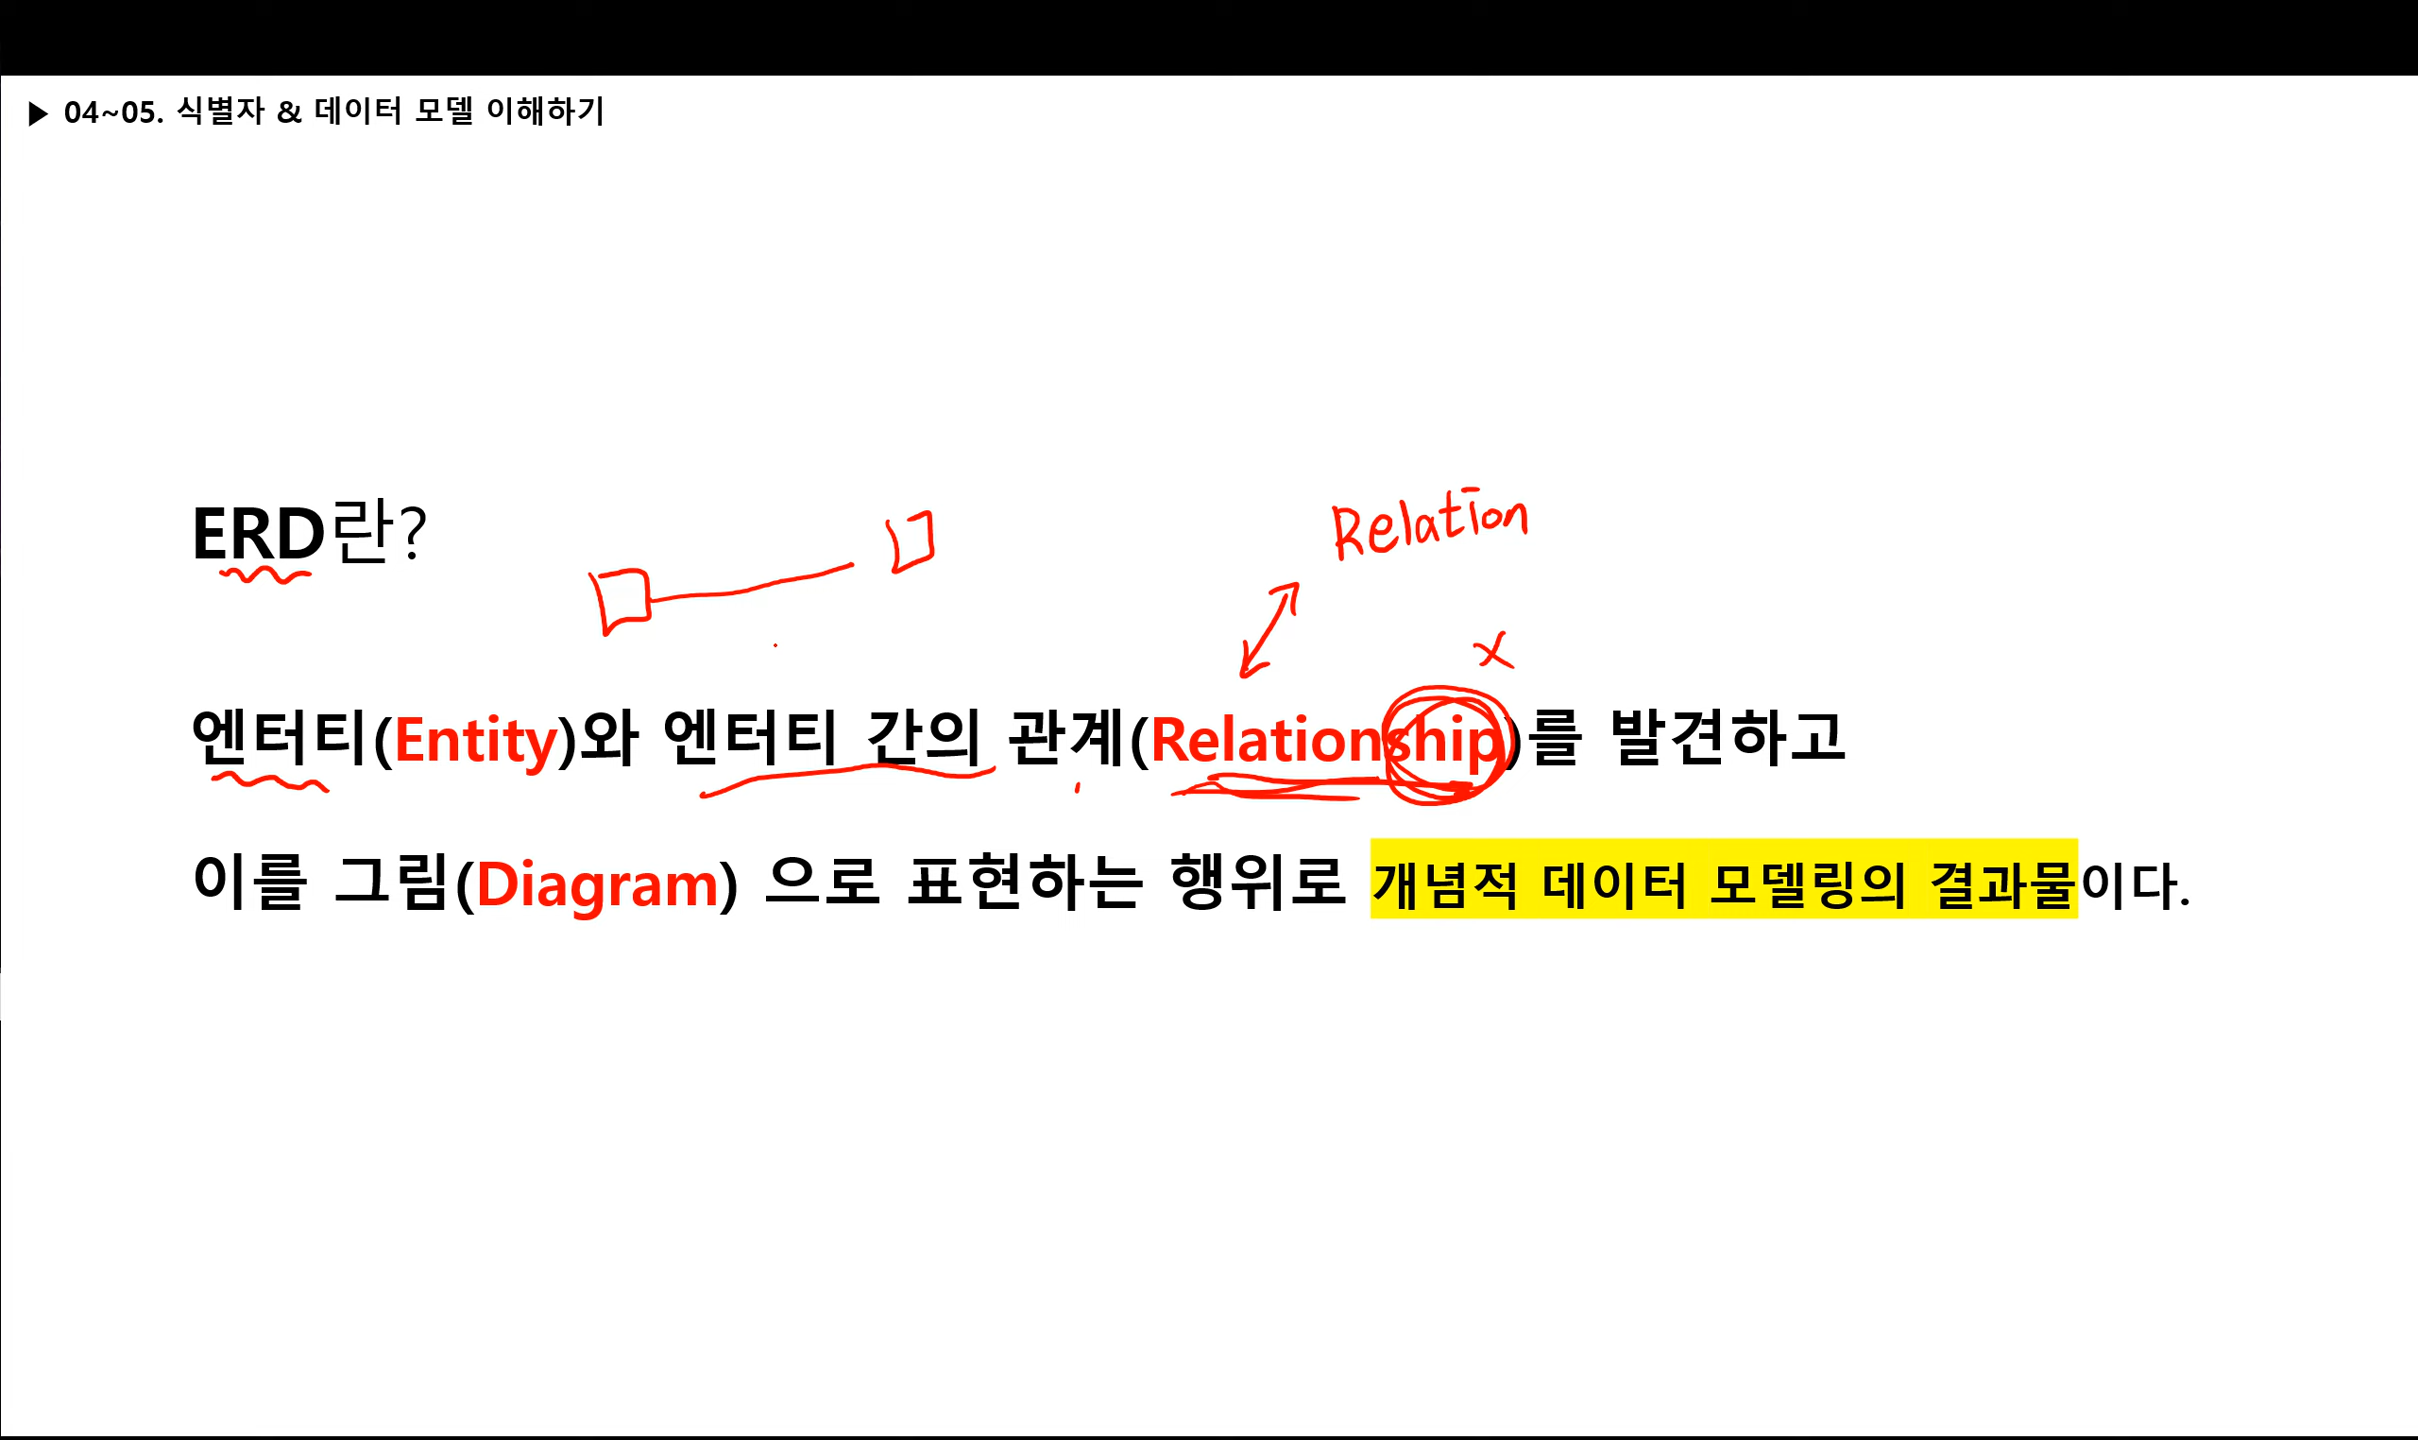 ▶ 04~05. 식별자 & 데이터 모델 이해하기
ERD란?
Relation
x
엔터티(Entity)와 엔터티 간의 관계(Relationship)를 발견하고
이를 그림(Diagram) 으로 표현하는 행위로 개념적 데이터 모델링의 결과물이다.